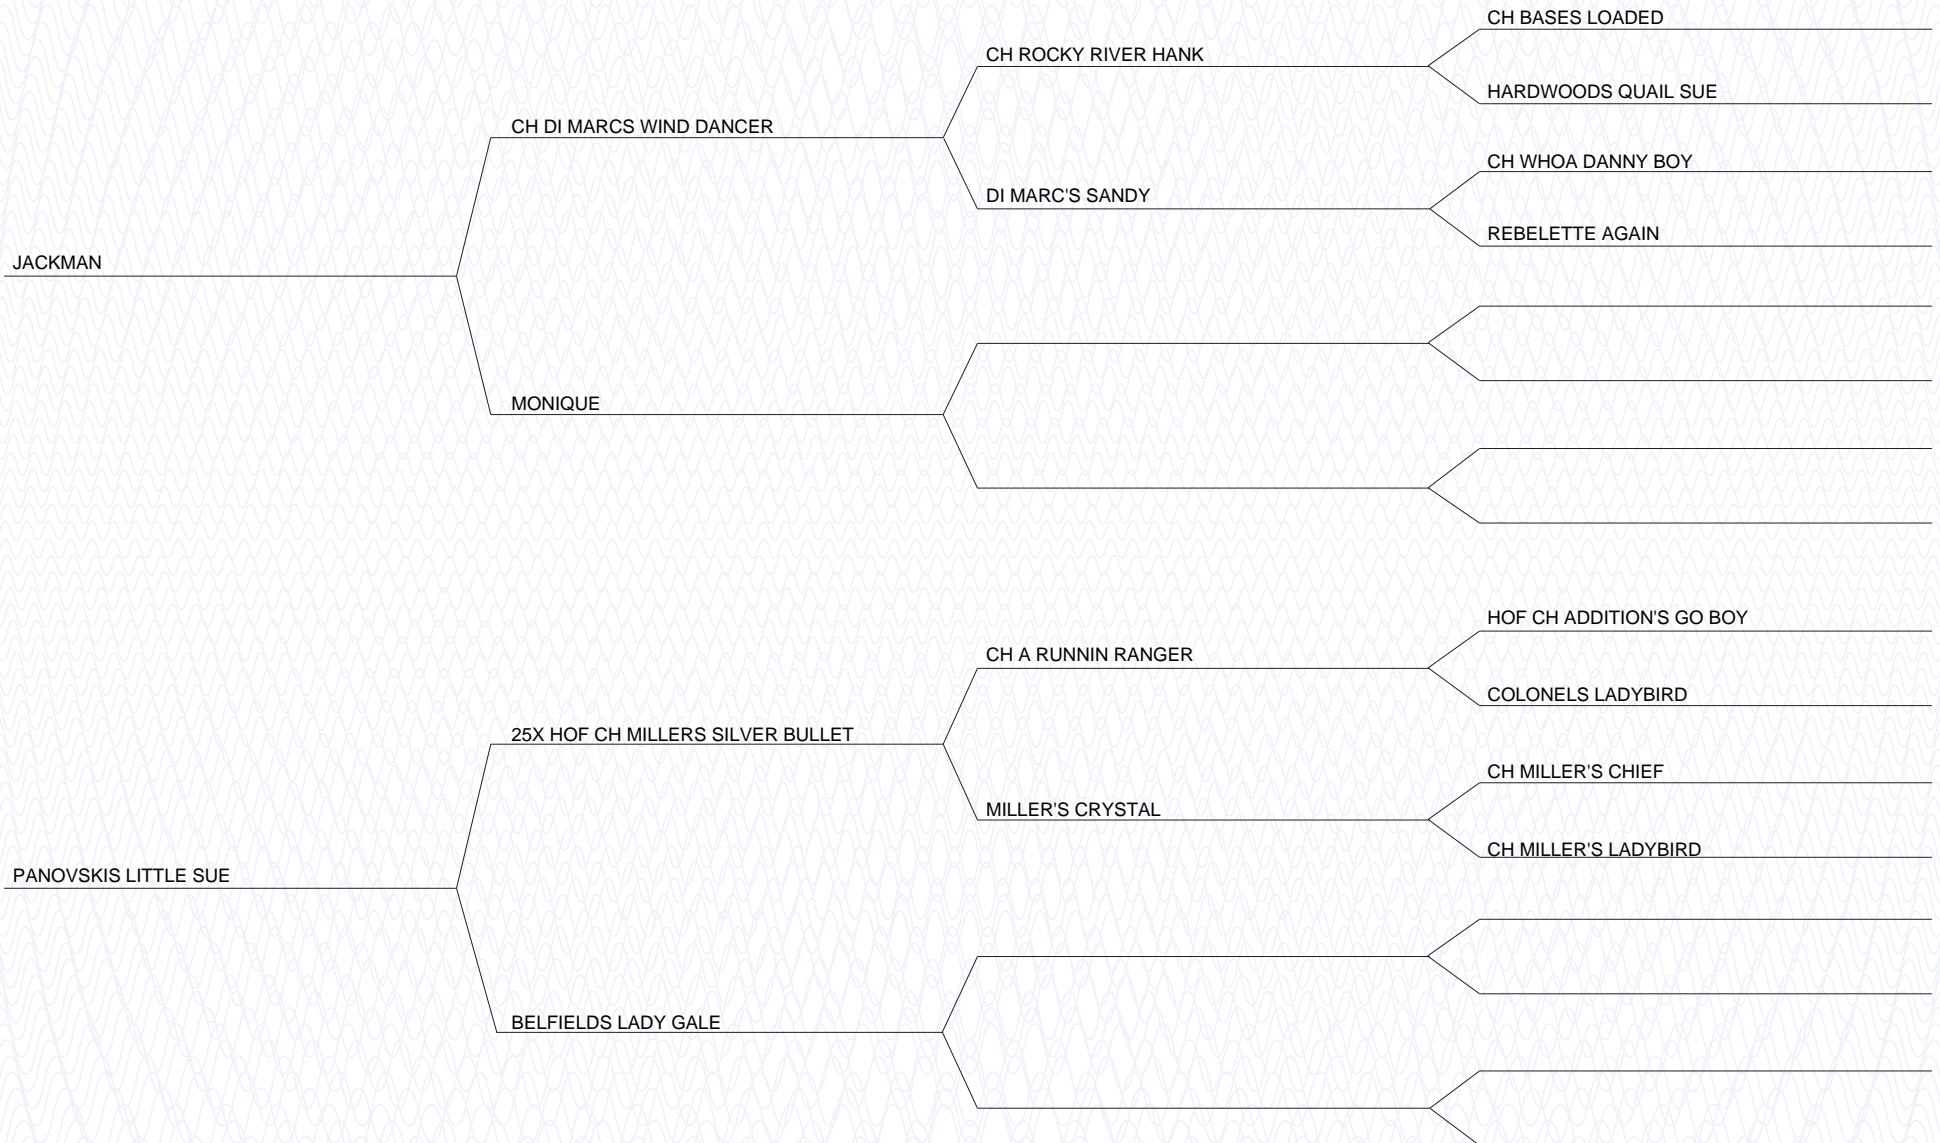 CH BASES LOADED
CH ROCKY RIVER HANK
HARDWOODS QUAIL SUE
CH DI MARCS WIND DANCER
CH WHOA DANNY BOY
DI MARC'S SANDY
REBELETTE AGAIN
JACKMAN
MONIQUE
HOF CH ADDITION'S GO BOY
CH A RUNNIN RANGER
COLONELS LADYBIRD
25X HOF CH MILLERS SILVER BULLET
CH MILLER'S CHIEF
MILLER'S CRYSTAL
CH MILLER'S LADYBIRD
PANOVSKIS LITTLE SUE
BELFIELDS LADY GALE